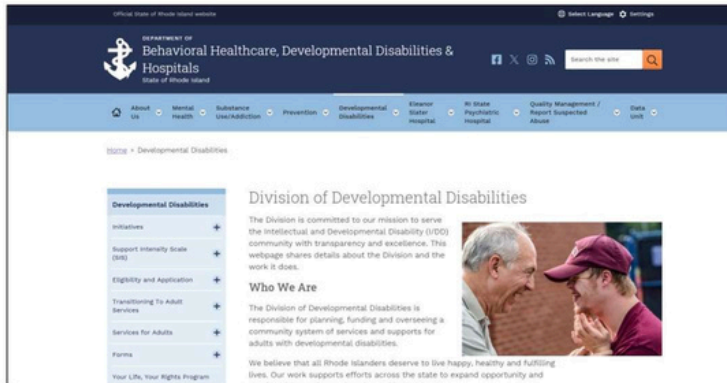 Official State of Rhode Island website
Select Language Settings
DEPARTMENT OF
Behavioral Healthcare, Developmental Disabilities &
Hospitals
State of Rhode Island
Search the site
About Us
Mental Health
Substance Use/Addiction
Prevention
Developmental Disabilities
Eleanor Slater Hospital
RI State Psychiatric Hospital
Quality Management / Report Suspected Abuse
Data Unit
Home » Developmental Disabilities
Developmental Disabilities
Initiatives
Support Intensity Scale
(SIS)
Eligibility and Application
Transitioning To Adult
Services
Services for Adults
Forms
Your Life, Your Rights Program
Division of Developmental Disabilities
The Division is committed to our mission to serve
the Intellectual and Developmental Disability (I/DD)
community with transparency and excellence. This
webpage shares details about the Division and the
work it does.
Who We Are
The Division of Developmental Disabilities is
responsible for planning, funding and overseeing a
community system of services and supports for
adults with developmental disabilities.
We believe that all Rhode Islanders deserve to live happy, healthy and fulfilling
lives. Our work supports efforts across the state to expand opportunity and